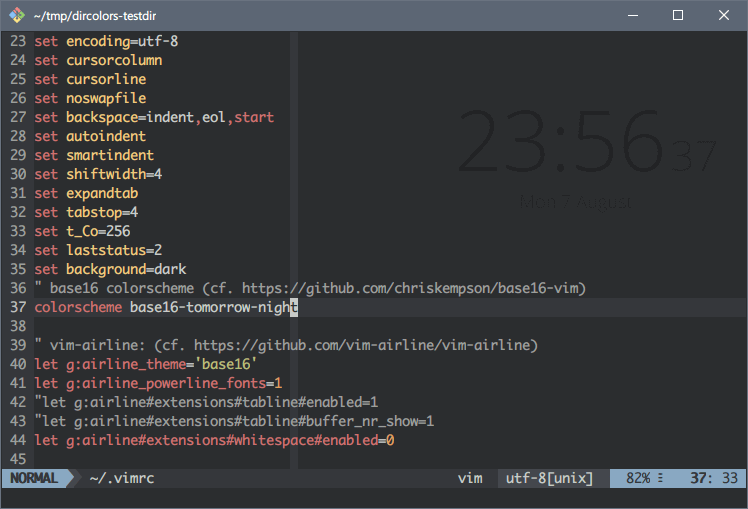 ~/tmp/dircolors-testdir
23 set encoding=utf-8
24 set cursorcolumn
25 set cursorline
26 set noswapfile
27 set backspace=indent,eol,start
28 set autoindent
29 set smartindent
30 set shiftwidth=4
31 set expandtab
32 set tabstop=4
33 set t_Co=256
34 set laststatus=2
35 set background=dark
36 " base16 colorscheme (cf. https://github.com/chriskempson/base16-vim)
37 colorscheme base16-tomorrow-night
38
39 " vim-airline: (cf. https://github.com/vim-airline/vim-airline)
40 let g:airline_theme='base16'
41 let g:airline_powerline_fonts=1
42 "let g:airline#extensions#tabline#enabled=1
43 "let g:airline#extensions#tabline#buffer_nr_show=1
44 let g:airline#extensions#whitespace#enabled=0
45
23:56 37
Mon 7 August
NORMAL ~/.vimrc vim utf-8[unix] 82% 37: 33